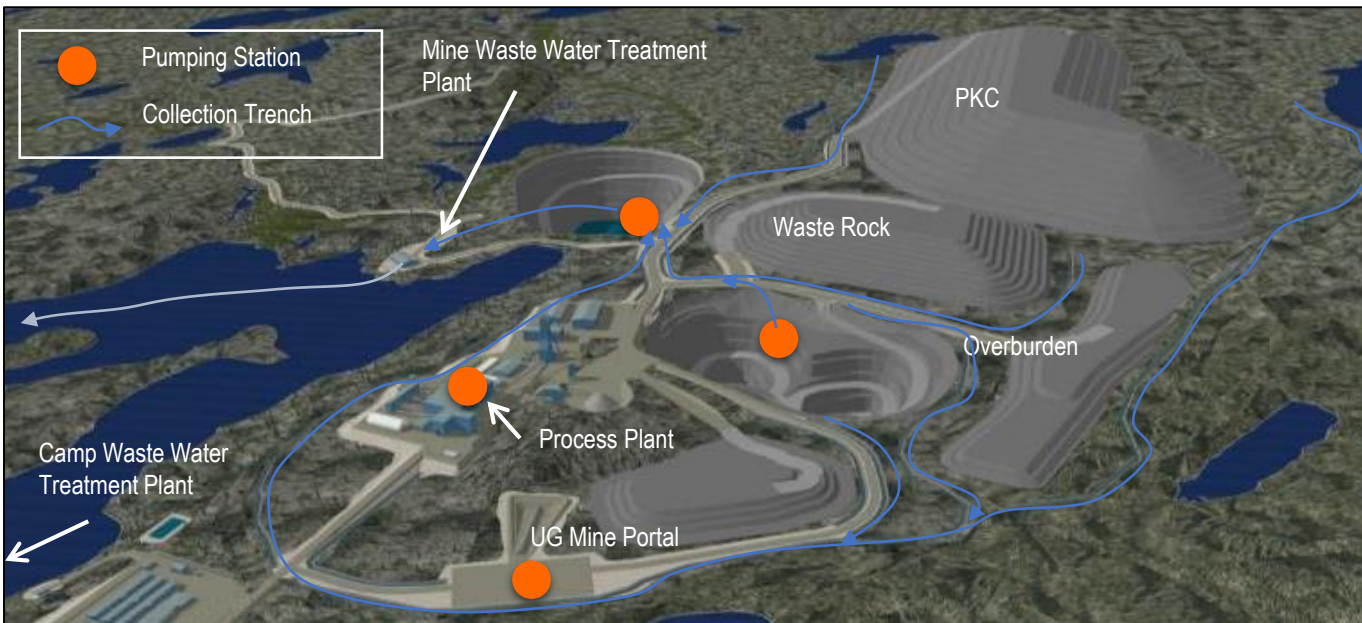 Pumping Station
Collection Trench
Mine Waste Water Treatment
Plant
PKC
Waste Rock
Overburden
Process Plant
Camp Waste Water
Treatment Plant
UG Mine Portal